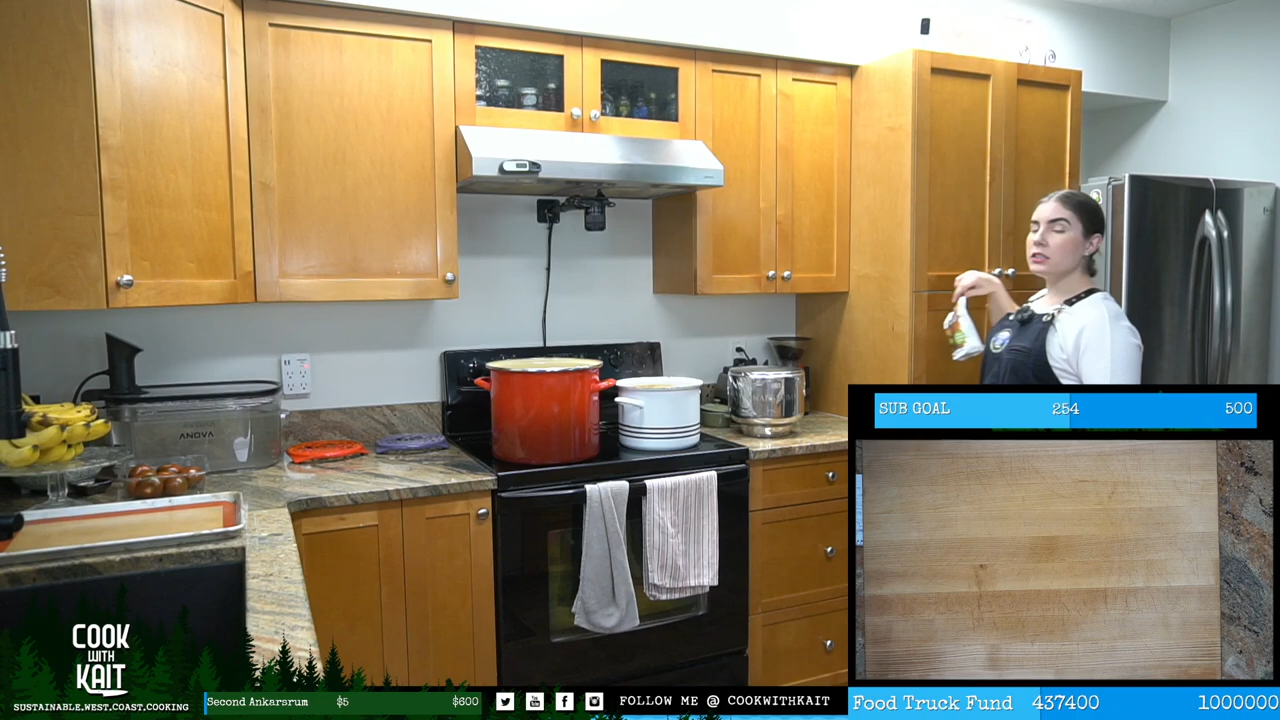 ANOVA
SUB GOAL 254 500
COOK
WITH
KAIT
SUSTAINABLE.WEST.COAST.COOKING
Second Ankarsrum $5 $600
FOLLOW ME @ COOKWITHKAIT
Food Truck Fund 437400 1000000